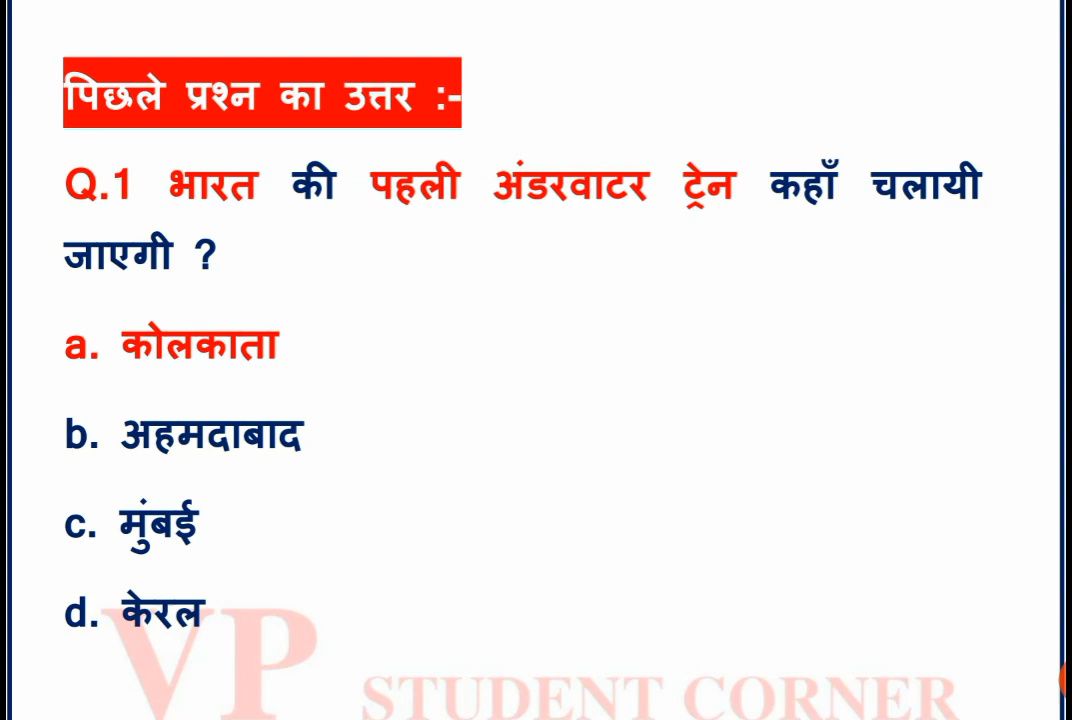 पिछले प्रश्न का उत्तर :-
Q.1 भारत की पहली अंडरवाटर ट्रेन कहाँ चलायी
जाएगी ?
a. कोलकाता
b. अहमदाबाद
c. मुंबई
d. केरल
VP STUDENT CORNER